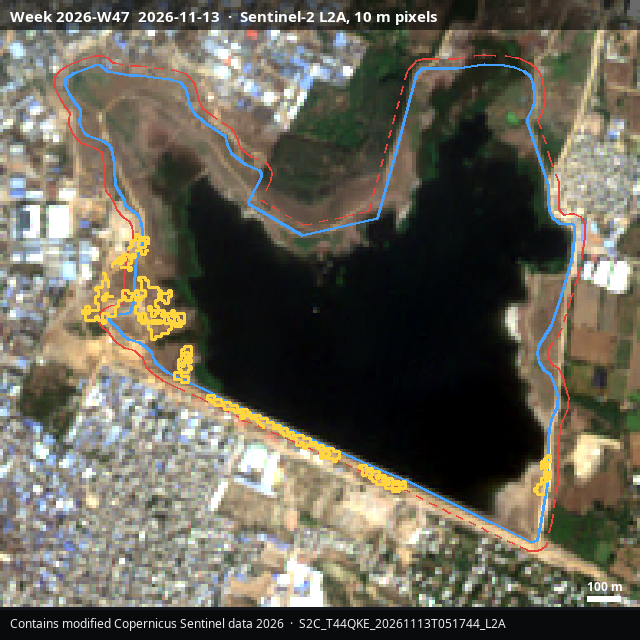 Week 2026-W47  2026-11-13  ·  Sentinel-2 L2A, 10 m pixels
100 m
Contains modified Copernicus Sentinel data 2026  ·  S2C_T44QKE_20261113T051744_L2A